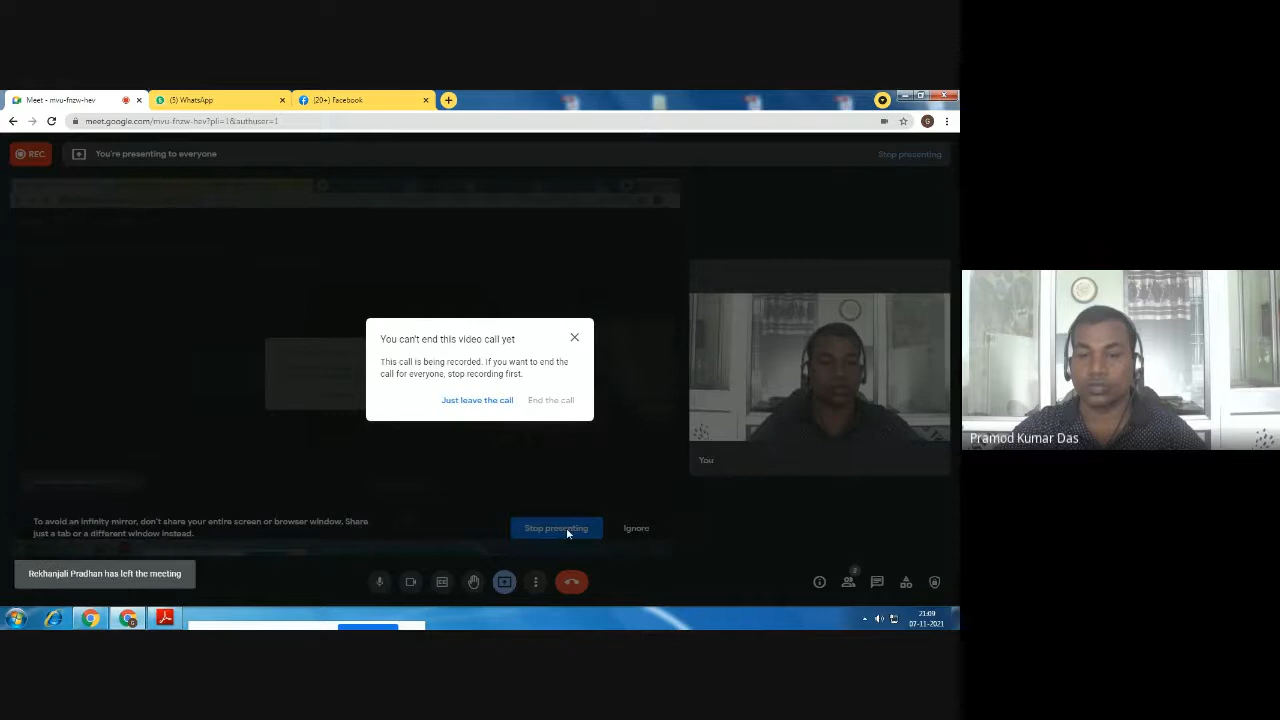 Meet - mvu-fnzw-hev
(5) WhatsApp
(20+) Facebook
meet.google.com/mvu-fnzw-hev?pli=1&authuser=1
REC
You're presenting to everyone
Stop presenting
You can't end this video call yet
This call is being recorded. If you want to end the
call for everyone, stop recording first.
Just leave the call
End the call
You
Pramod Kumar Das
To avoid an infinity mirror, don't share your entire screen or browser window. Share
just a tab or a different window instead.
Stop presenting
Ignore
Rekhanjali Pradhan has left the meeting
2
21:09
07-11-2021